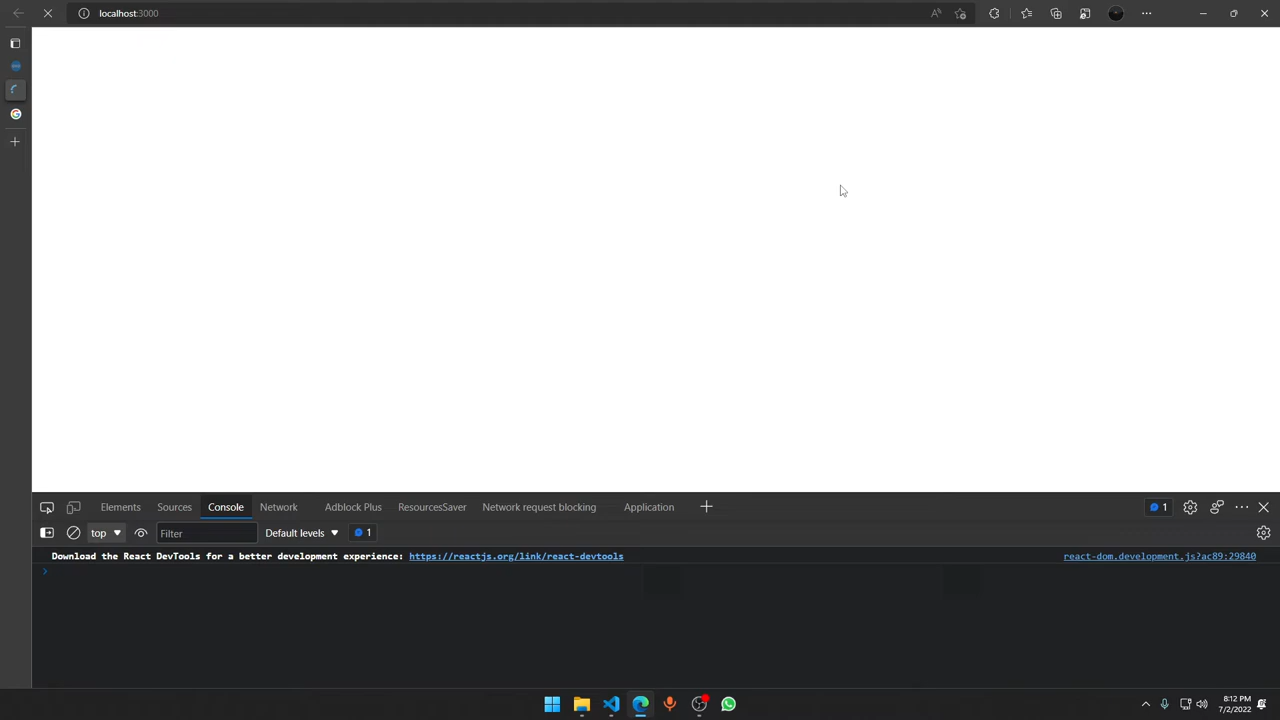 localhost:3000
Elements Sources Console Network Adblock Plus ResourcesSaver Network request blocking Application 1
top Filter Default levels 1
Download the React DevTools for a better development experience: https://reactjs.org/link/react-devtools react-dom.development.js?ac89:29840
8:12 PM
7/2/2022